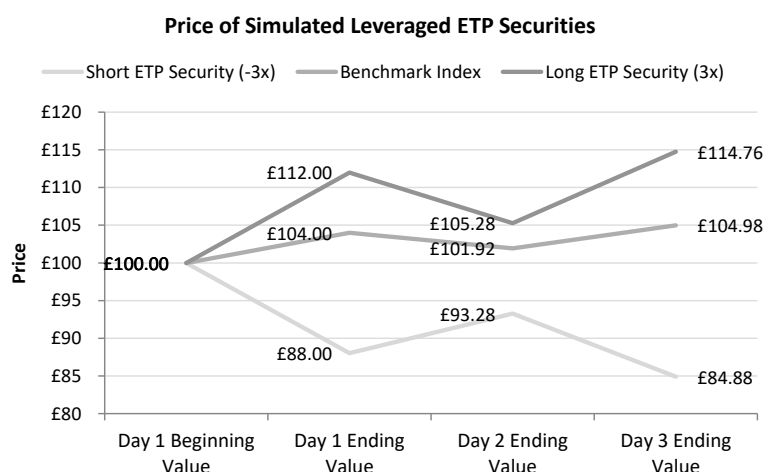 Price of Simulated Leveraged ETP Securities
Short ETP Security (-3x) Benchmark Index Long ETP Security (3x)
£120
£115
£110
£105
£100
£95
£90
£85
£80
Price
£100.00
£112.00
£104.00
£88.00
£105.28
£101.92
£93.28
£114.76
£104.98
£84.88
Day 1 Beginning
Value
Day 1 Ending
Value
Day 2 Ending
Value
Day 3 Ending
Value